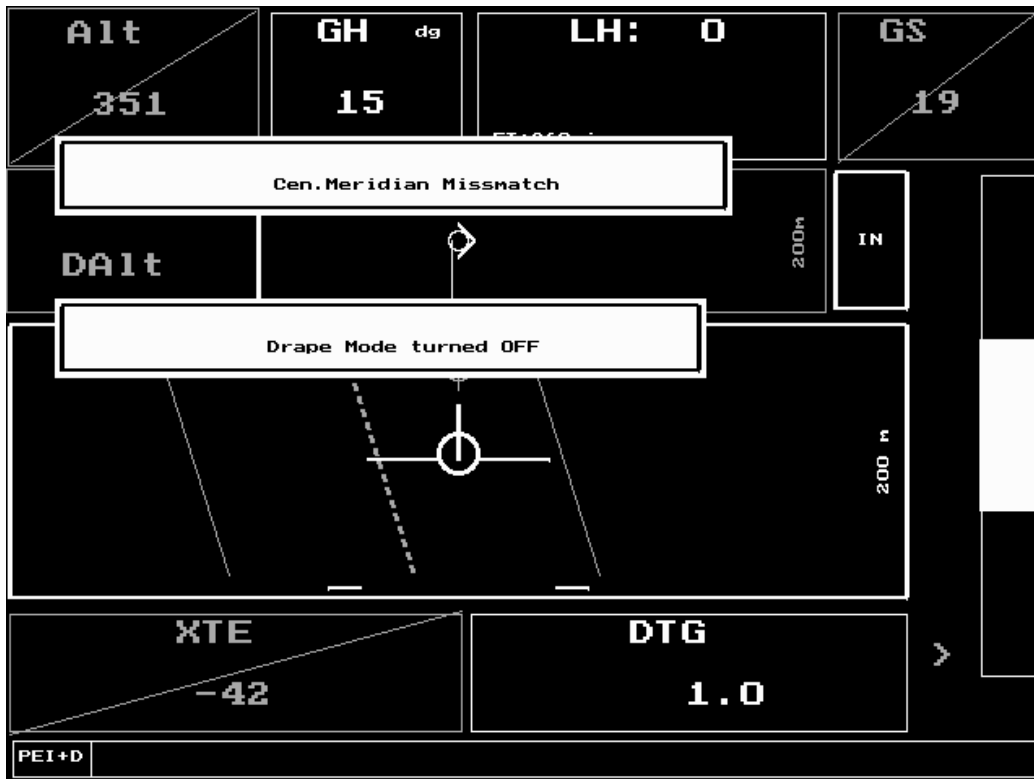 Alt
GH dg
LH: 0
GS
351
15
19
Cen.Meridian Missmatch
DAlt
200m
IN
Drape Mode turned OFF
200 m
XTE
DTG
-42
1.0
>
PEI+D